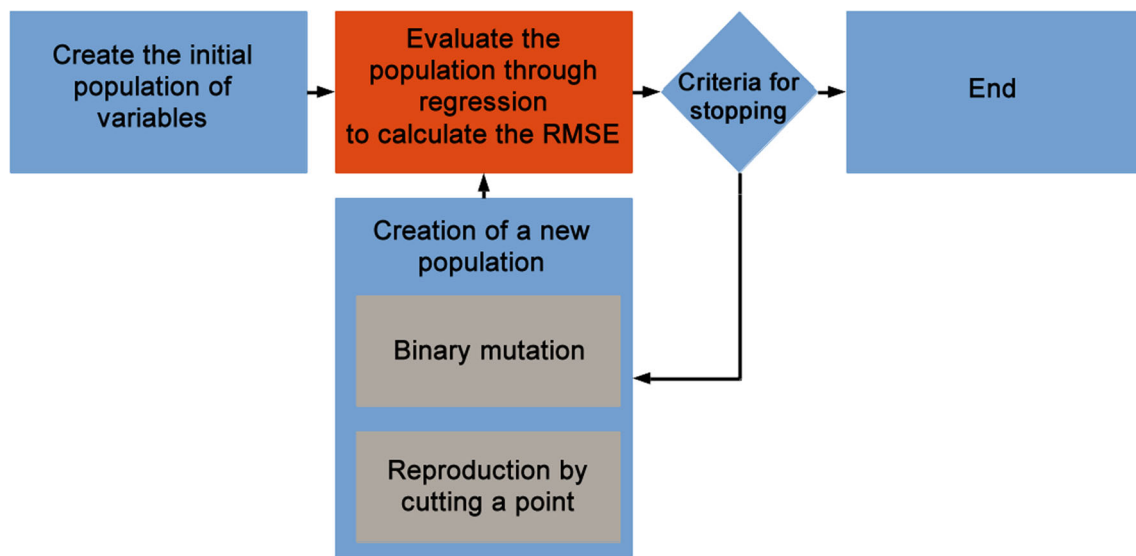 Create the initial
population of
variables
Evaluate the
population through
regression
to calculate the RMSE
Criteria for
stopping
End
Creation of a new
population
Binary mutation
Reproduction by
cutting a point